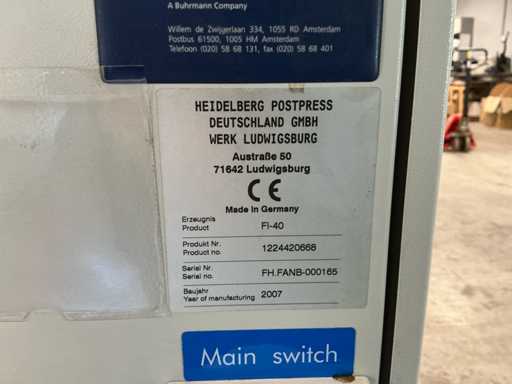 A Buhrmann Company
Willem de Zwijgerlaan 334, 1055 RD Amsterdam
Postbus 61500, 1005 HM Amsterdam
Telefoon (020) 58 68 131, fax (020) 58 68 401
HEIDELBERG POSTPRESS
DEUTSCHLAND GMBH
WERK LUDWIGSBURG
Austraße 50
71642 Ludwigsburg
CE
Made in Germany
Erzeugnis
Product FI-40
Produkt Nr.
Product no. 1224420668
Serial Nr.
Serial no. FH.FANB-000165
Baujahr
Year of manufacturing 2007
Main switch